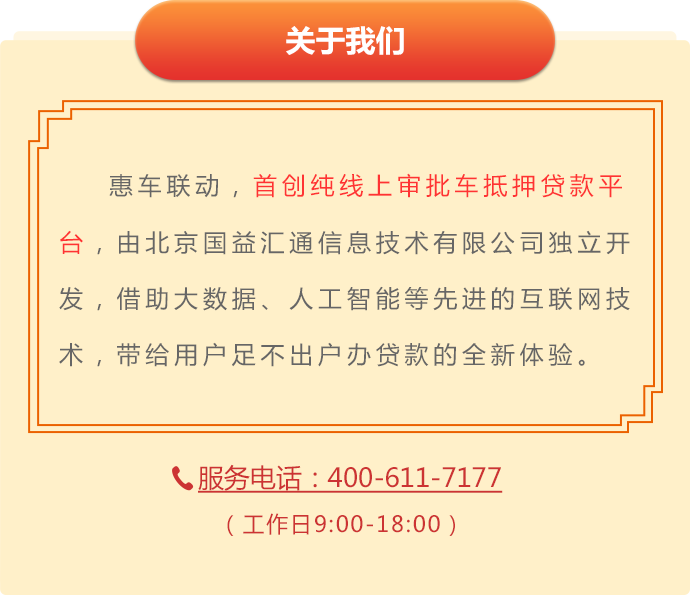 关于我们
惠车联动，首创纯线上审批车抵押贷款平
台，由北京国益汇通信息技术有限公司独立开
发，借助大数据、人工智能等先进的互联网技
术，带给用户足不出户办贷款的全新体验。
服务电话：400-611-7177
（工作日9:00-18:00）